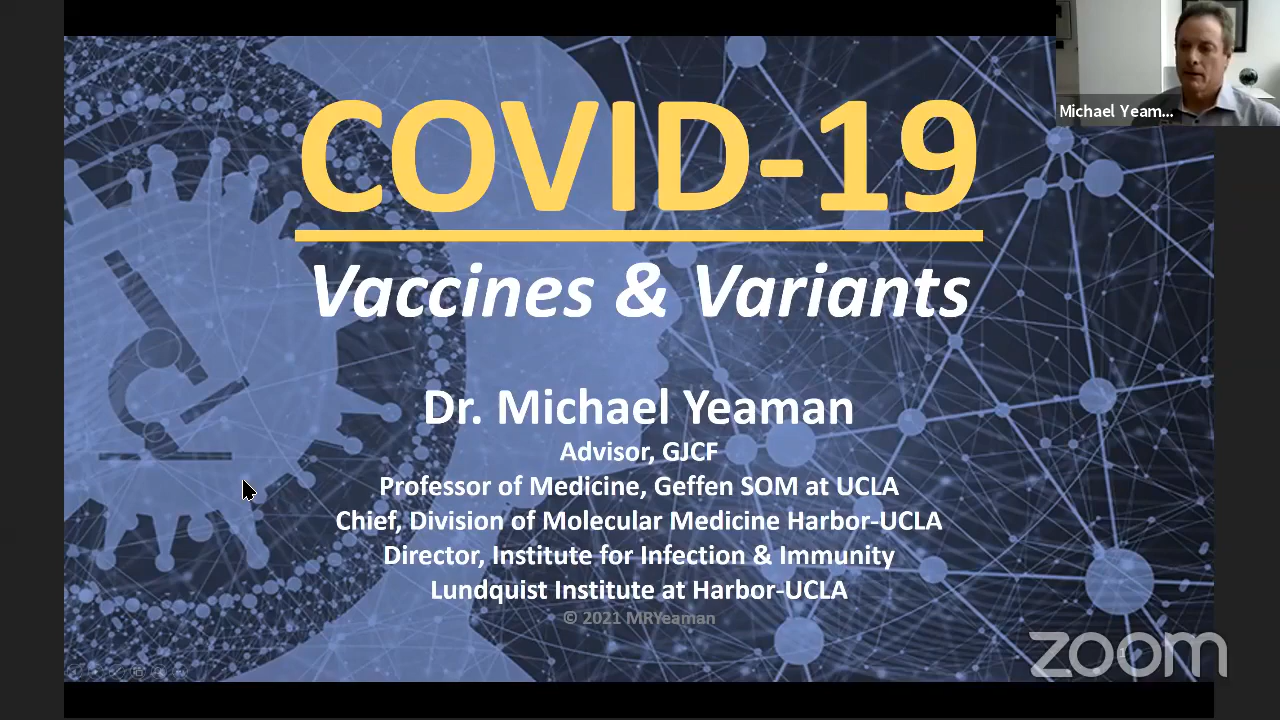 COVID-19
Michael Yeam...
Vaccines & Variants
Dr. Michael Yeaman
Advisor, GJCF
Professor of Medicine, Geffen SOM at UCLA
Chief, Division of Molecular Medicine Harbor-UCLA
Director, Institute for Infection & Immunity
Lundquist Institute at Harbor-UCLA
© 2021 MRYeaman
zoom
1